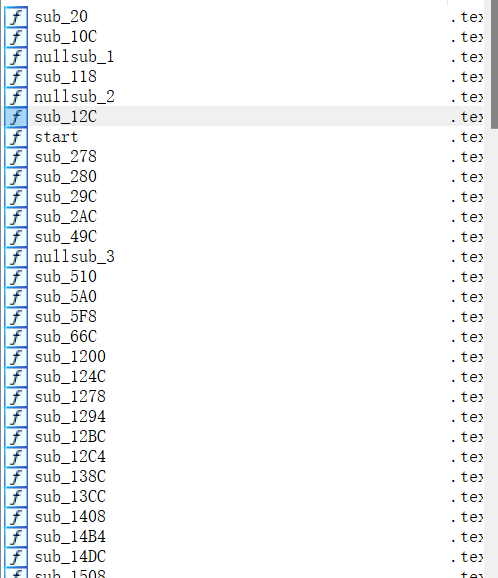 sub_20 .tex
sub_10C .tex
nullsub_1 .tex
sub_118 .tex
nullsub_2 .tex
sub_12C .tex
start .tex
sub_278 .tex
sub_280 .tex
sub_29C .tex
sub_2AC .tex
sub_49C .tex
nullsub_3 .tex
sub_510 .tex
sub_5A0 .tex
sub_5F8 .tex
sub_66C .tex
sub_1200 .tex
sub_124C .tex
sub_1278 .tex
sub_1294 .tex
sub_12BC .tex
sub_12C4 .tex
sub_138C .tex
sub_13CC .tex
sub_1408 .tex
sub_14B4 .tex
sub_14DC .tex
sub_1508 .tex